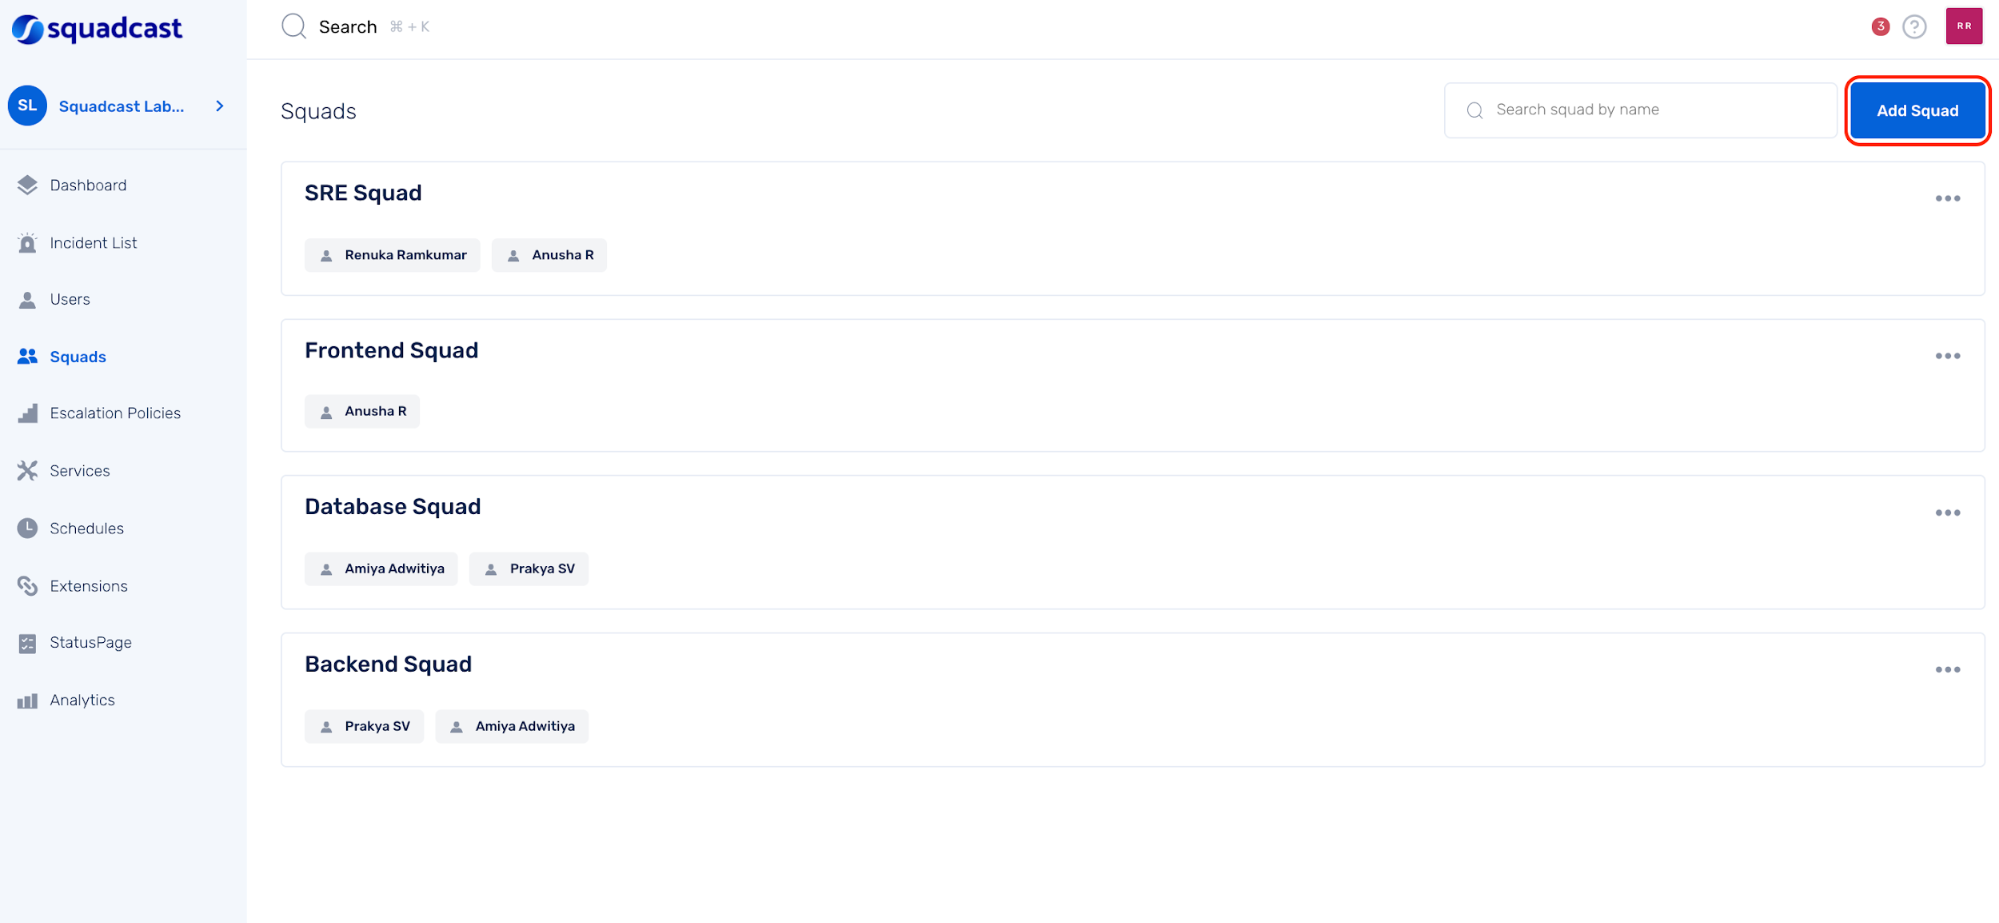 squadcast
Search ⌘ + K
3
RR
SL
Squadcast Lab...
Dashboard
Incident List
Users
Squads
Escalation Policies
Services
Schedules
Extensions
StatusPage
Analytics
Squads
Search squad by name
Add Squad
SRE Squad
Renuka Ramkumar
Anusha R
Frontend Squad
Anusha R
Database Squad
Amiya Adwitiya
Prakya SV
Backend Squad
Prakya SV
Amiya Adwitiya